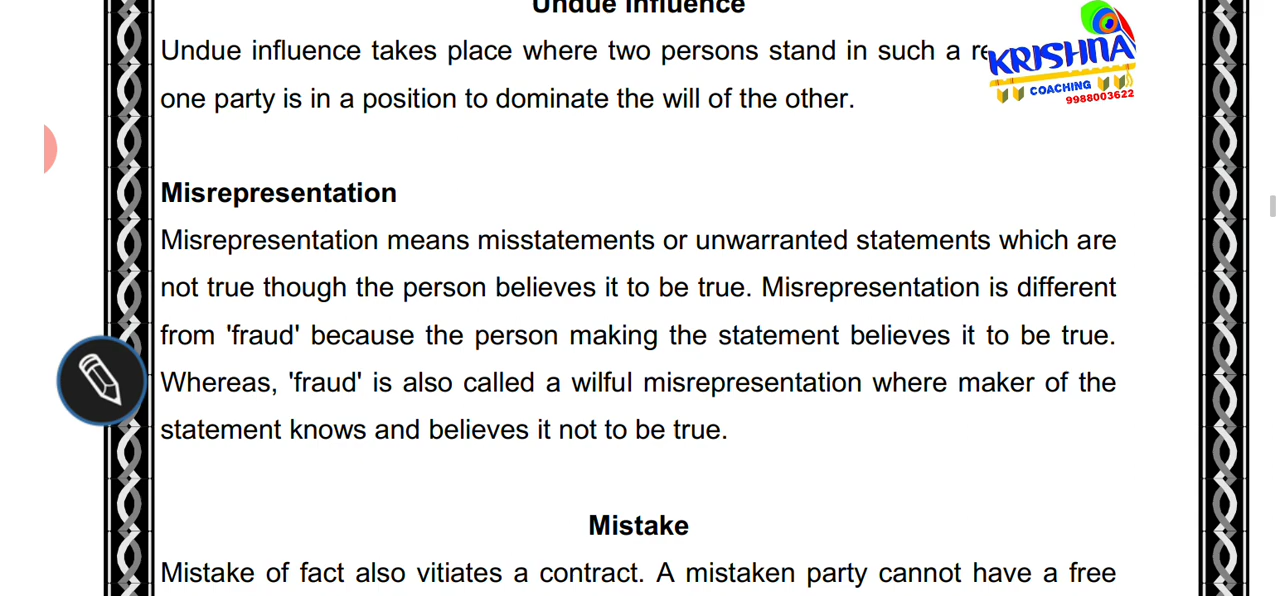 Undue Influence
Undue influence takes place where two persons stand in such a
one party is in a position to dominate the will of the other.
KRISHNA
COACHING
9988003622
Misrepresentation
Misrepresentation means misstatements or unwarranted statements which are
not true though the person believes it to be true. Misrepresentation is different
from 'fraud' because the person making the statement believes it to be true.
Whereas, 'fraud' is also called a wilful misrepresentation where maker of the
statement knows and believes it not to be true.
Mistake
Mistake of fact also vitiates a contract. A mistaken party cannot have a free